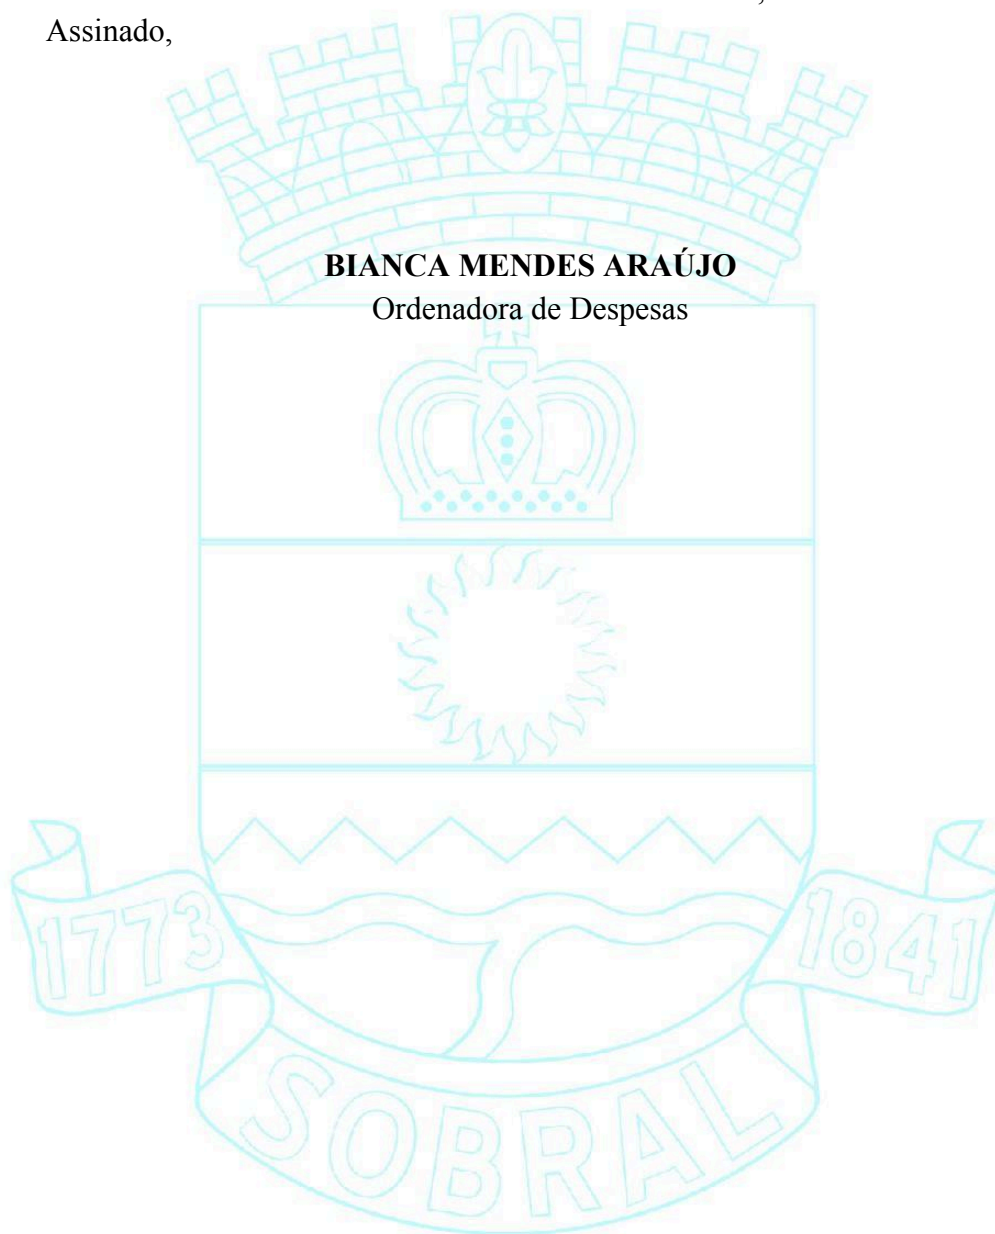 Assinado,
BIANCA MENDES ARAÚJO
Ordenadora de Despesas
1773
1841
SOBRAL